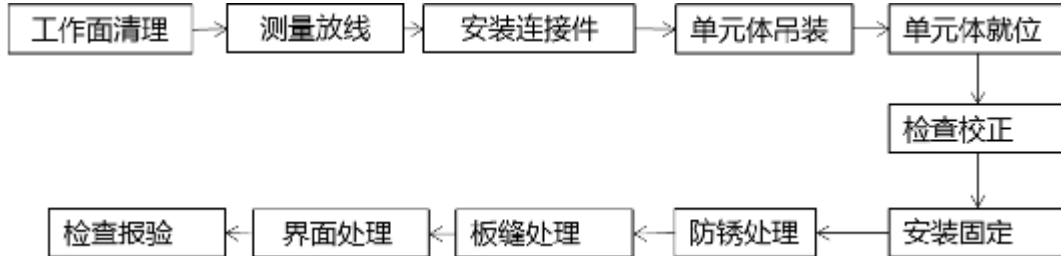 工作面清理
测量放线
安装连接件
单元体吊装
单元体就位
检查校正
安装固定
防锈处理
板缝处理
界面处理
检查报验